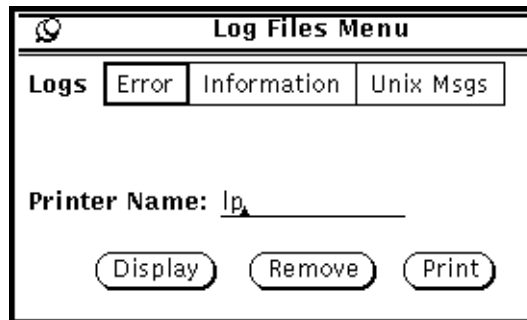 Log Files Menu
Logs Error Information Unix Msgs
Printer Name: lp
Display Remove Print